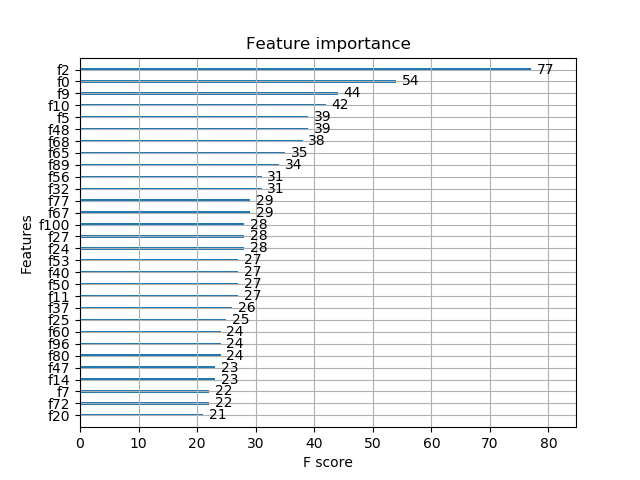 Feature importance
Features
f2 77
f0 54
f9 44
f10 42
f5 39
f48 39
f68 38
f65 35
f89 34
f56 31
f32 31
f77 29
f67 29
f100 28
f27 28
f24 28
f53 27
f40 27
f50 27
f11 27
f37 26
f25 25
f60 24
f96 24
f80 24
f47 23
f14 23
f7 22
f72 22
f20 21
0 10 20 30 40 50 60 70 80
F score